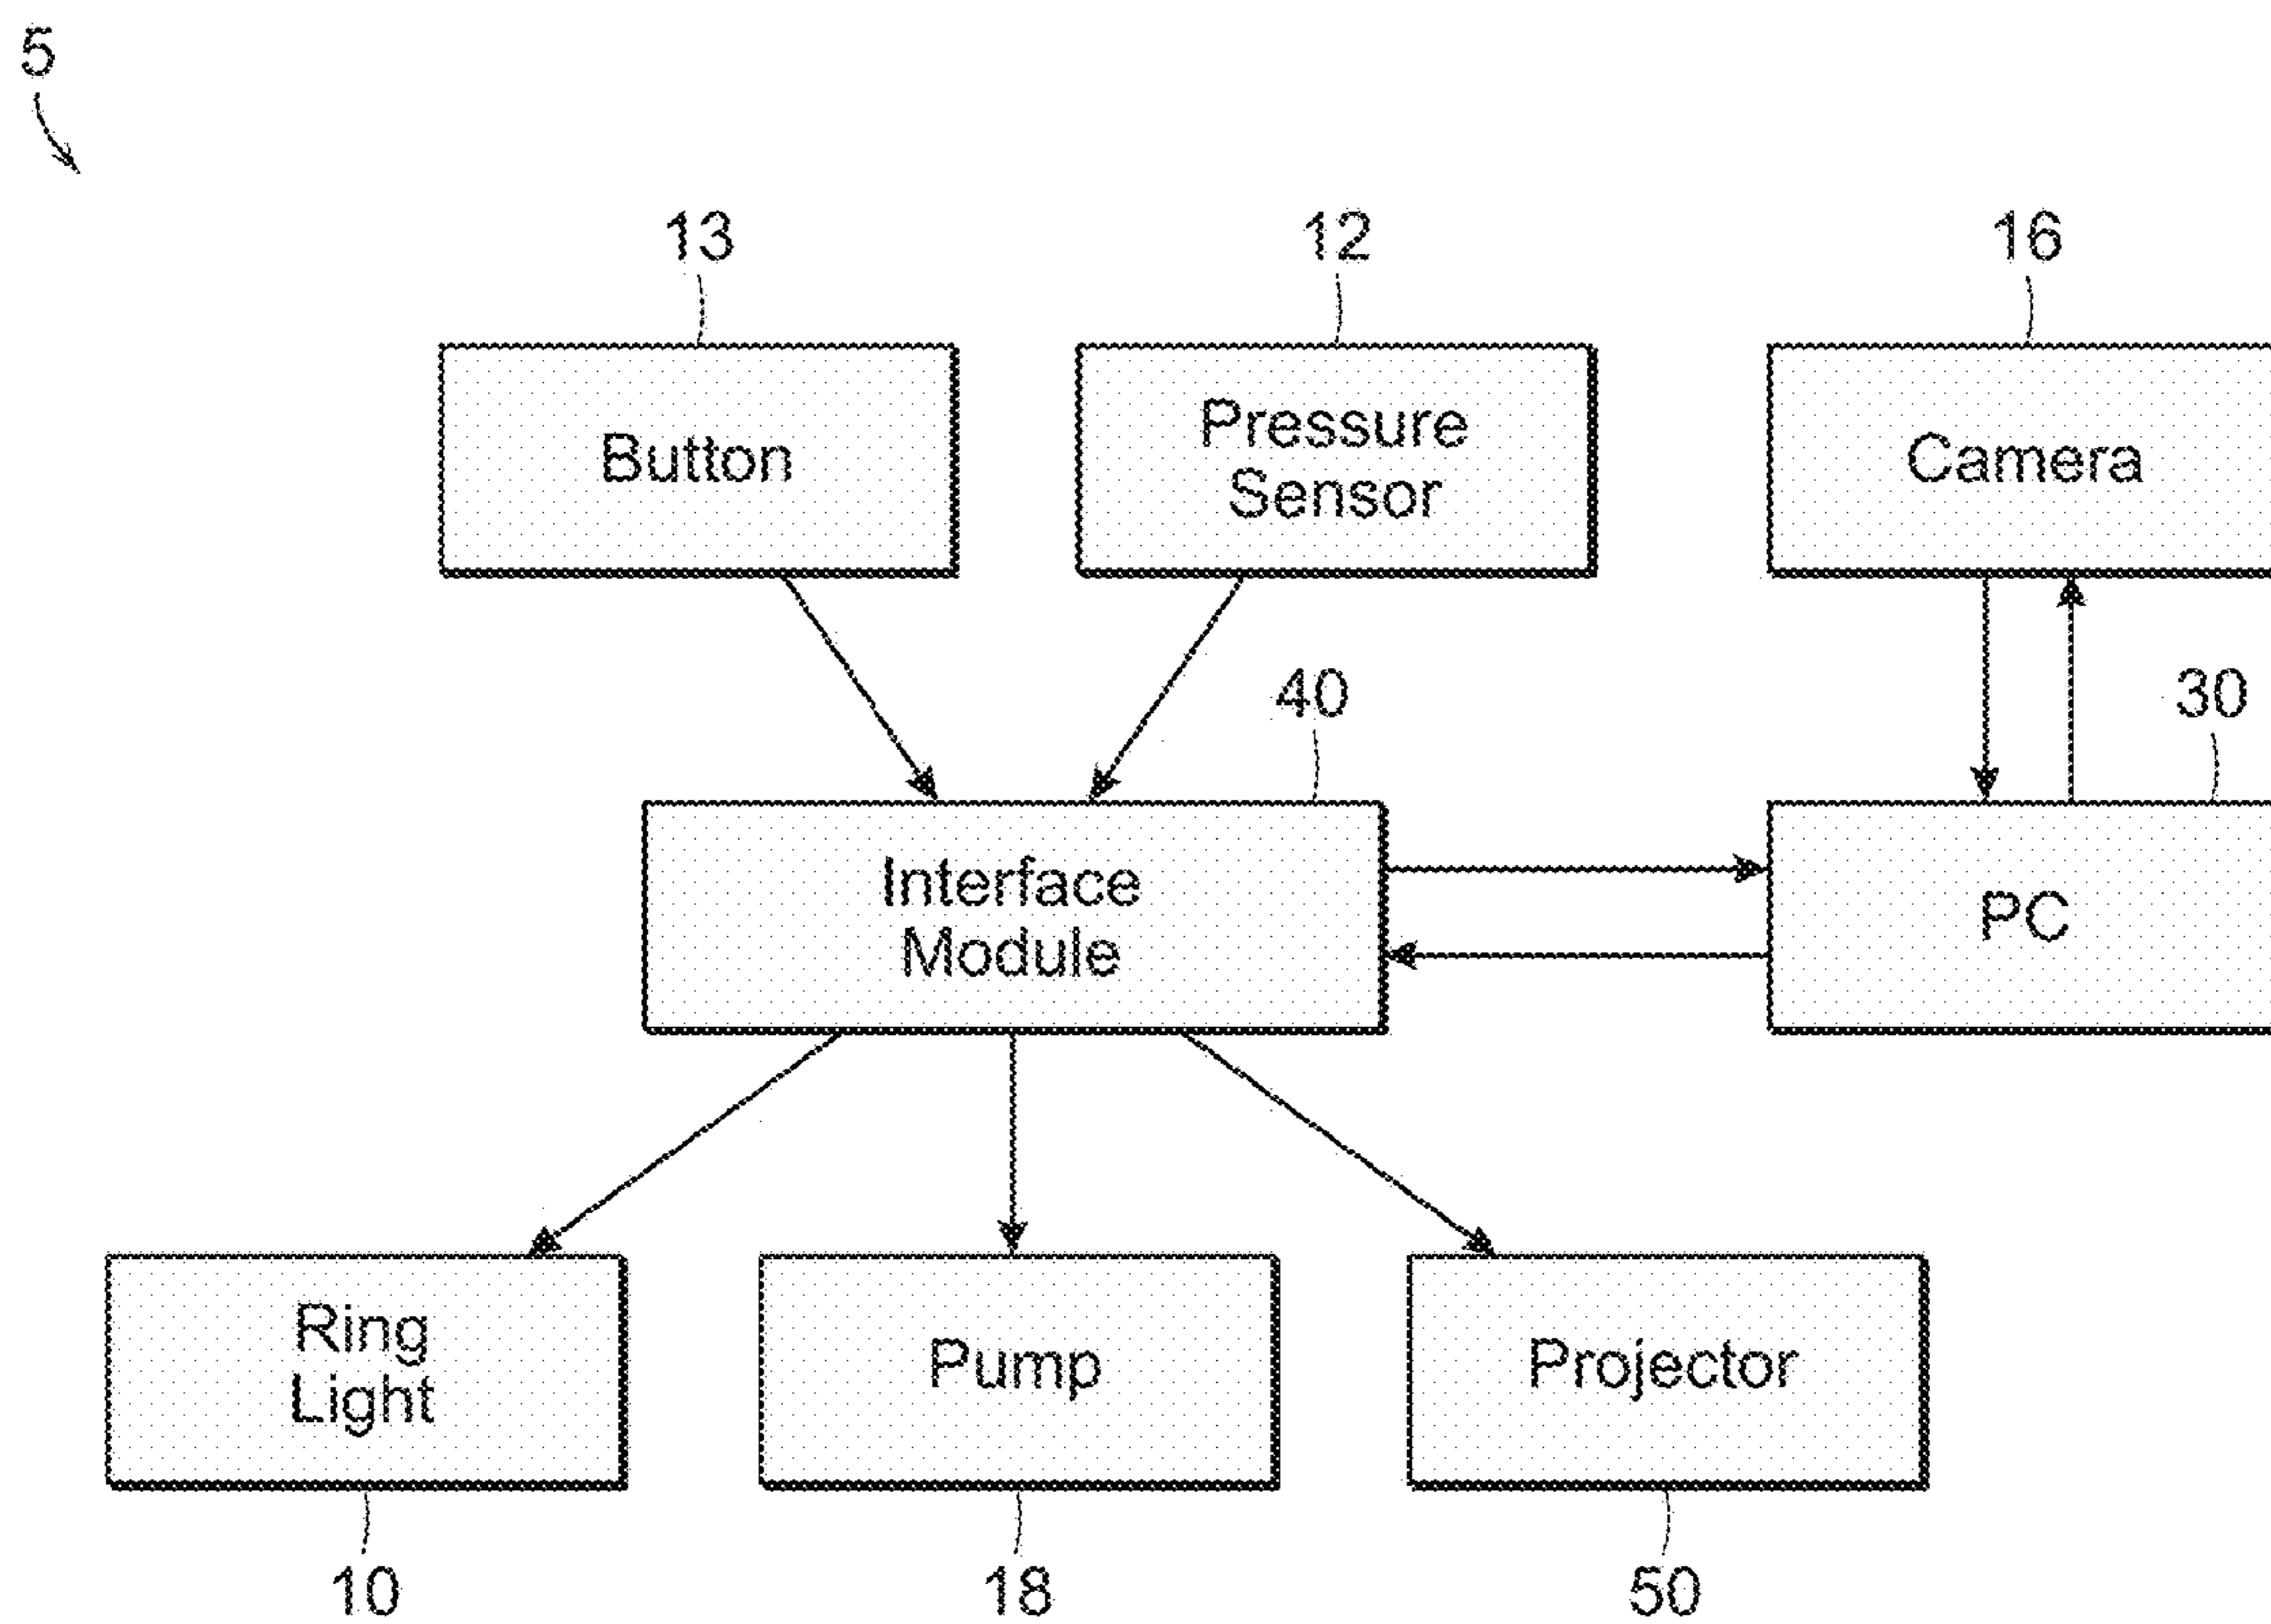 5
13
12
16
Button
Pressure
Sensor
Camera
40
30
Interface
Module
PC
Ring
Light
Pump
Projector
10
18
50